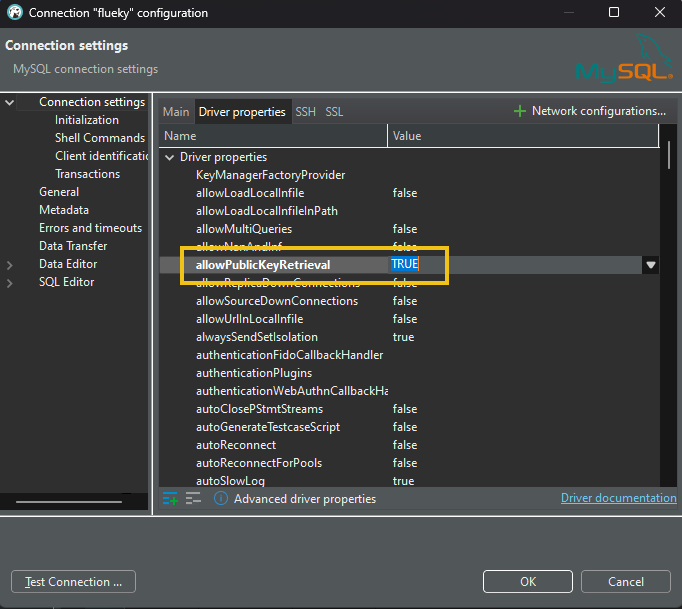 Connection "flueky" configuration
Connection settings
MySQL connection settings
MySQL
Connection settings
Initialization
Shell Commands
Client identificatic
Transactions
General
Metadata
Errors and timeouts
Data Transfer
Data Editor
SQL Editor
Main Driver properties SSH SSL Network configurations...
Name Value
Driver properties
KeyManagerFactoryProvider
allowLoadLocalInfile false
allowLoadLocalInfileInPath
allowMultiQueries false
allowNanAndInf false
allowPublicKeyRetrieval TRUE
allowReplicaDownConnections false
allowSourceDownConnections false
allowUrlInLocalInfile false
alwaysSendSetIsolation true
authenticationFidoCallbackHandler
authenticationPlugins
authenticationWebAuthnCallbackHa
autoClosePStmtStreams false
autoGenerateTestcaseScript false
autoReconnect false
autoReconnectForPools false
autoSlowLog true
Advanced driver properties Driver documentation
Test Connection ... OK Cancel